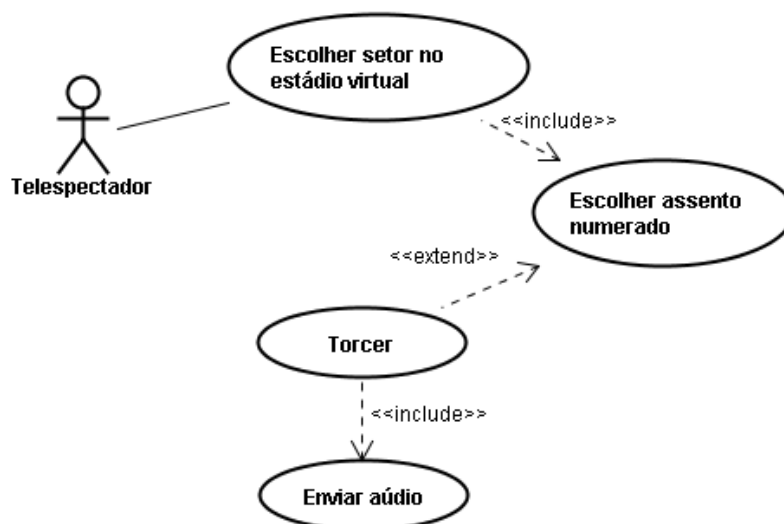 Escolher setor no
estádio virtual
<<include>>
Telespectador
Escolher assento
numerado
<<extend>>
Torcer
<<include>>
Enviar aúdio